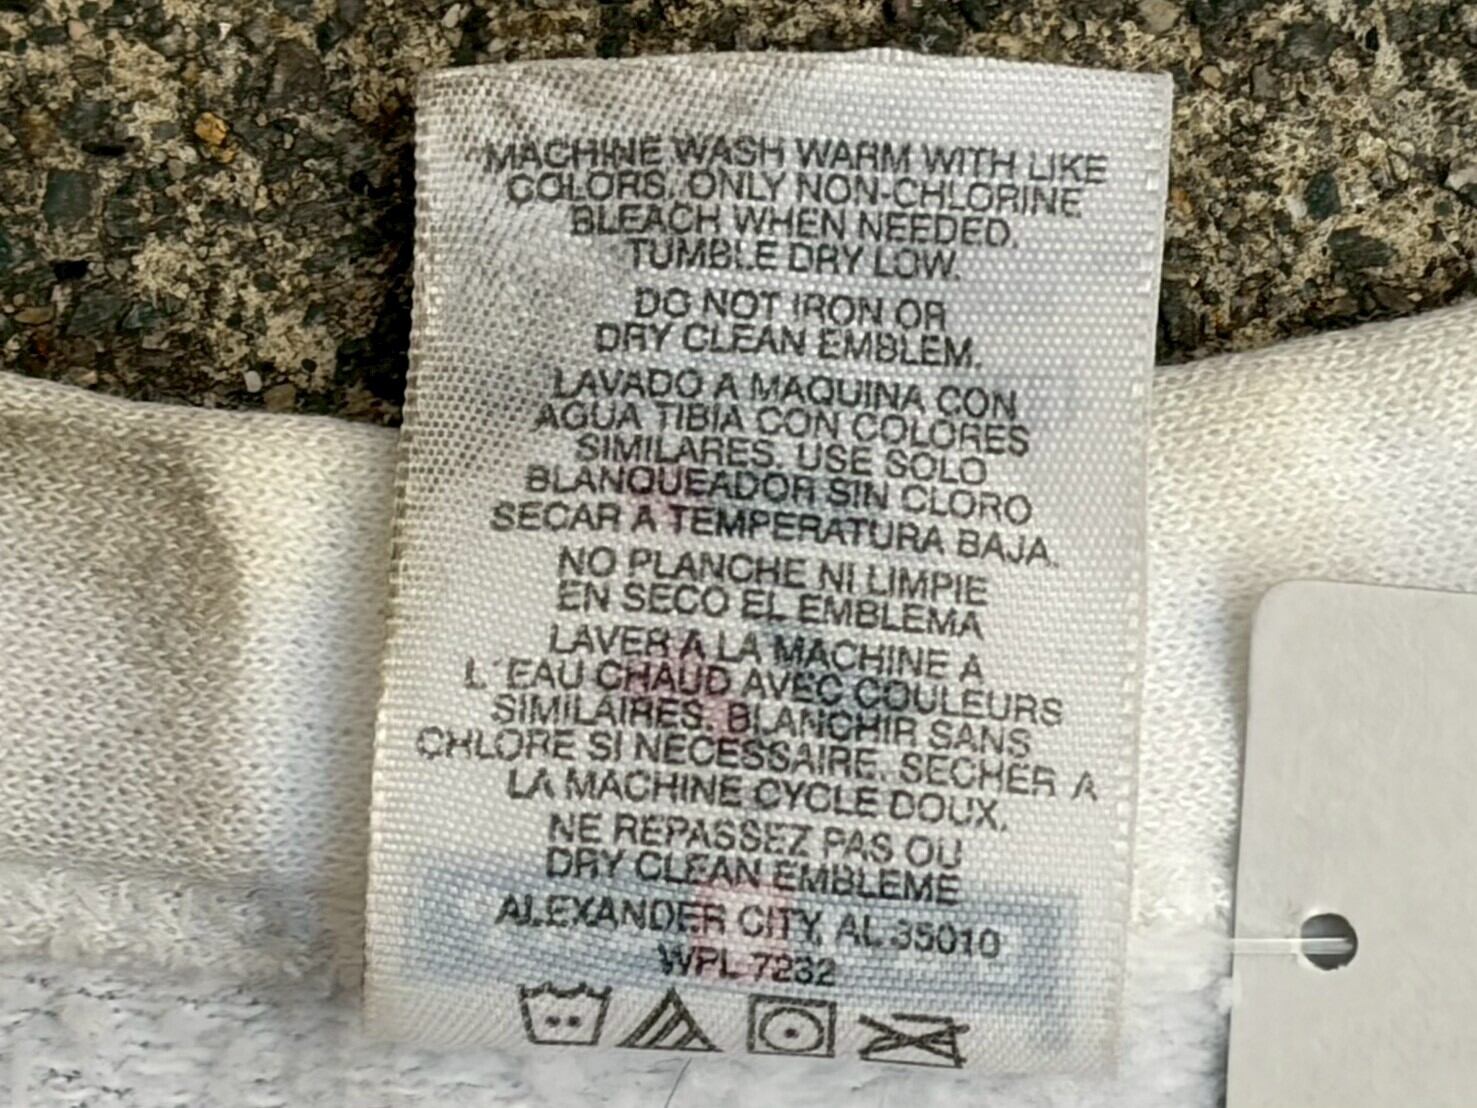 MACHINE WASH WARM WITH LIKE
COLORS. ONLY NON-CHLORINE
BLEACH WHEN NEEDED.
TUMBLE DRY LOW.
DO NOT IRON OR
DRY CLEAN EMBLEM.
LAVADO A MAQUINA CON
AGUA TIBIA CON COLORES
SIMILARES. USE SOLO
BLANQUEADOR SIN CLORO
SECAR A TEMPERATURA BAJA.
NO PLANCHE NI LIMPIE
EN SECO EL EMBLEMA
LAVER A LA MACHINE A
L'EAU CHAUD AVEC COULEURS
SIMILAIRES. BLANCHIR SANS
CHLORE SI NECESSAIRE. SECHER A
LA MACHINE CYCLE DOUX.
NE REPASSEZ PAS OU
DRY CLEAN EMBLEME
ALEXANDER CITY, AL 35010
WPL 7232